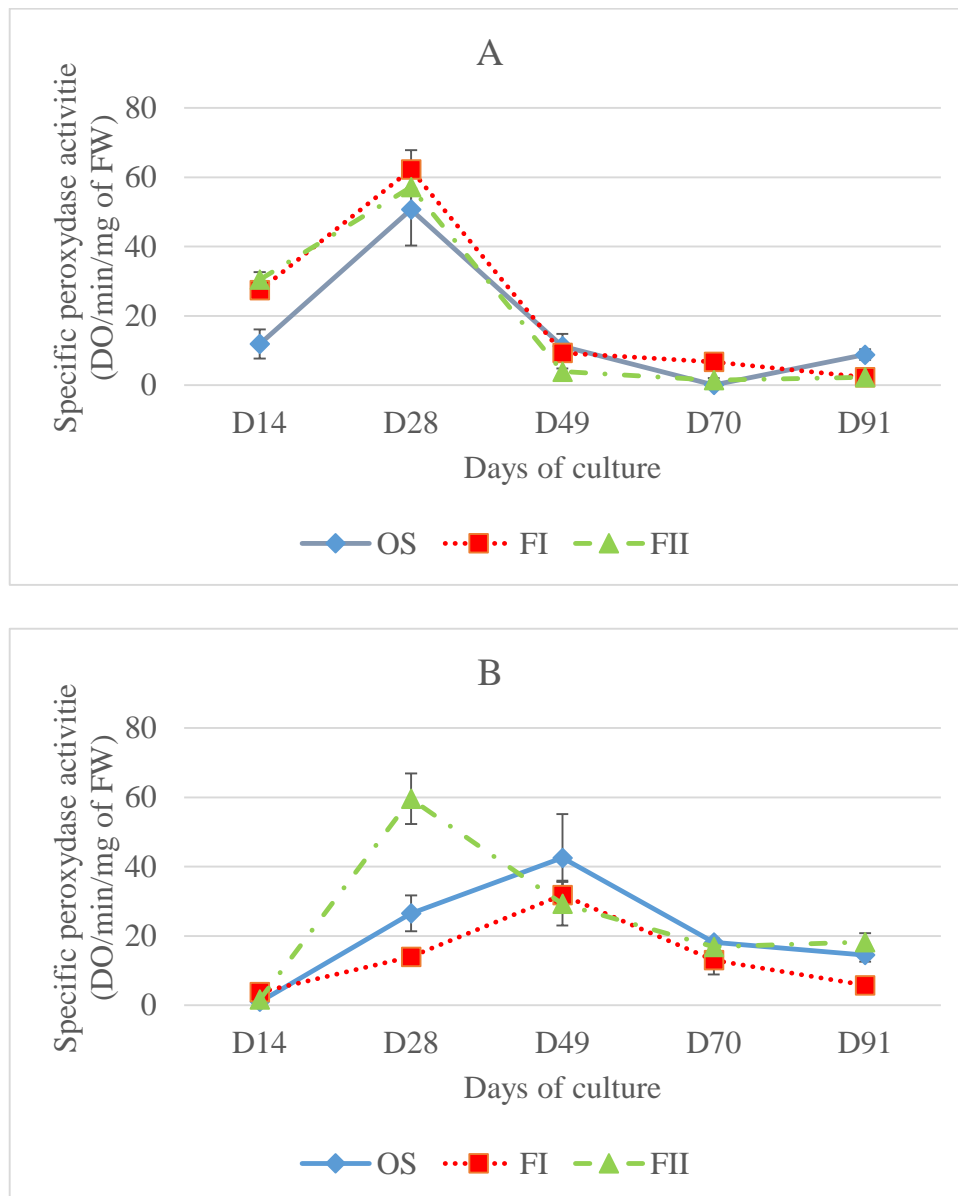 A
Specific peroxydase activitie
(DO/min/mg of FW)
80
60
40
20
0
D14 D28 D49 D70 D91
Days of culture
OS FI FII
B
Specific peroxydase activitie
(DO/min/mg of FW)
80
60
40
20
0
D14 D28 D49 D70 D91
Days of culture
OS FI FII